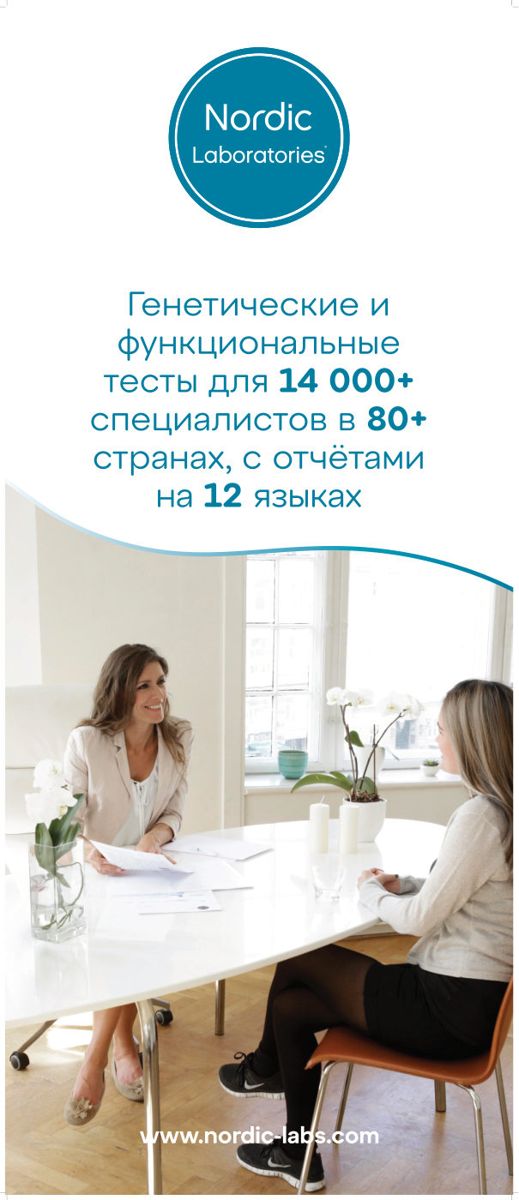 Nordic
Laboratories®
Генетические и
функциональные
тесты для 14 000+
специалистов в 80+
странах, с отчётами
на 12 языках
www.nordic-labs.com